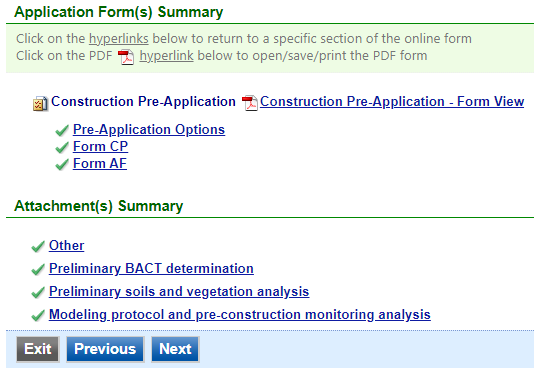 Application Form(s) Summary
Click on the hyperlinks below to return to a specific section of the online form
Click on the PDF hyperlink below to open/save/print the PDF form
Construction Pre-Application Construction Pre-Application - Form View
Pre-Application Options
Form CP
Form AF
Attachment(s) Summary
Other
Preliminary BACT determination
Preliminary soils and vegetation analysis
Modeling protocol and pre-construction monitoring analysis
Exit Previous Next